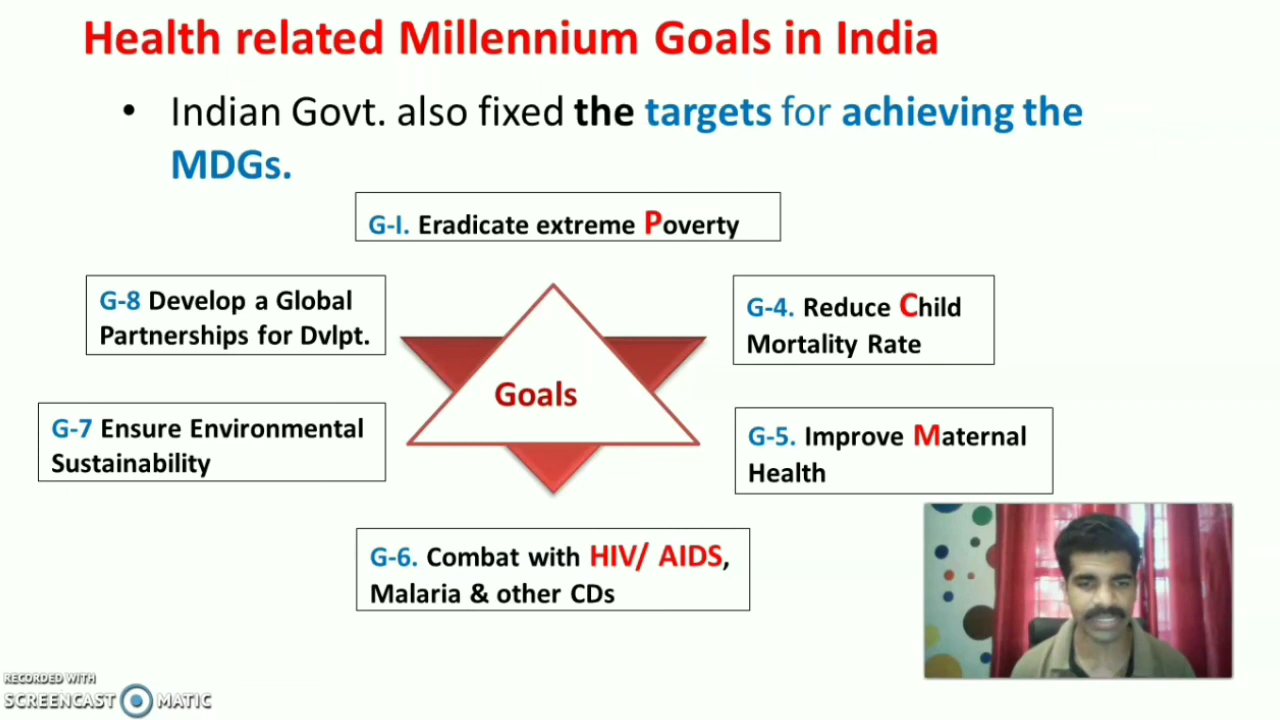 Health related Millennium Goals in India
• Indian Govt. also fixed the targets for achieving the
MDGs.
G-I. Eradicate extreme Poverty
G-8 Develop a Global
Partnerships for Dvlpt.
G-4. Reduce Child
Mortality Rate
Goals
G-7 Ensure Environmental
Sustainability
G-5. Improve Maternal
Health
G-6. Combat with HIV/ AIDS,
Malaria & other CDs
RECORDED WITH
SCREENCAST MATIC